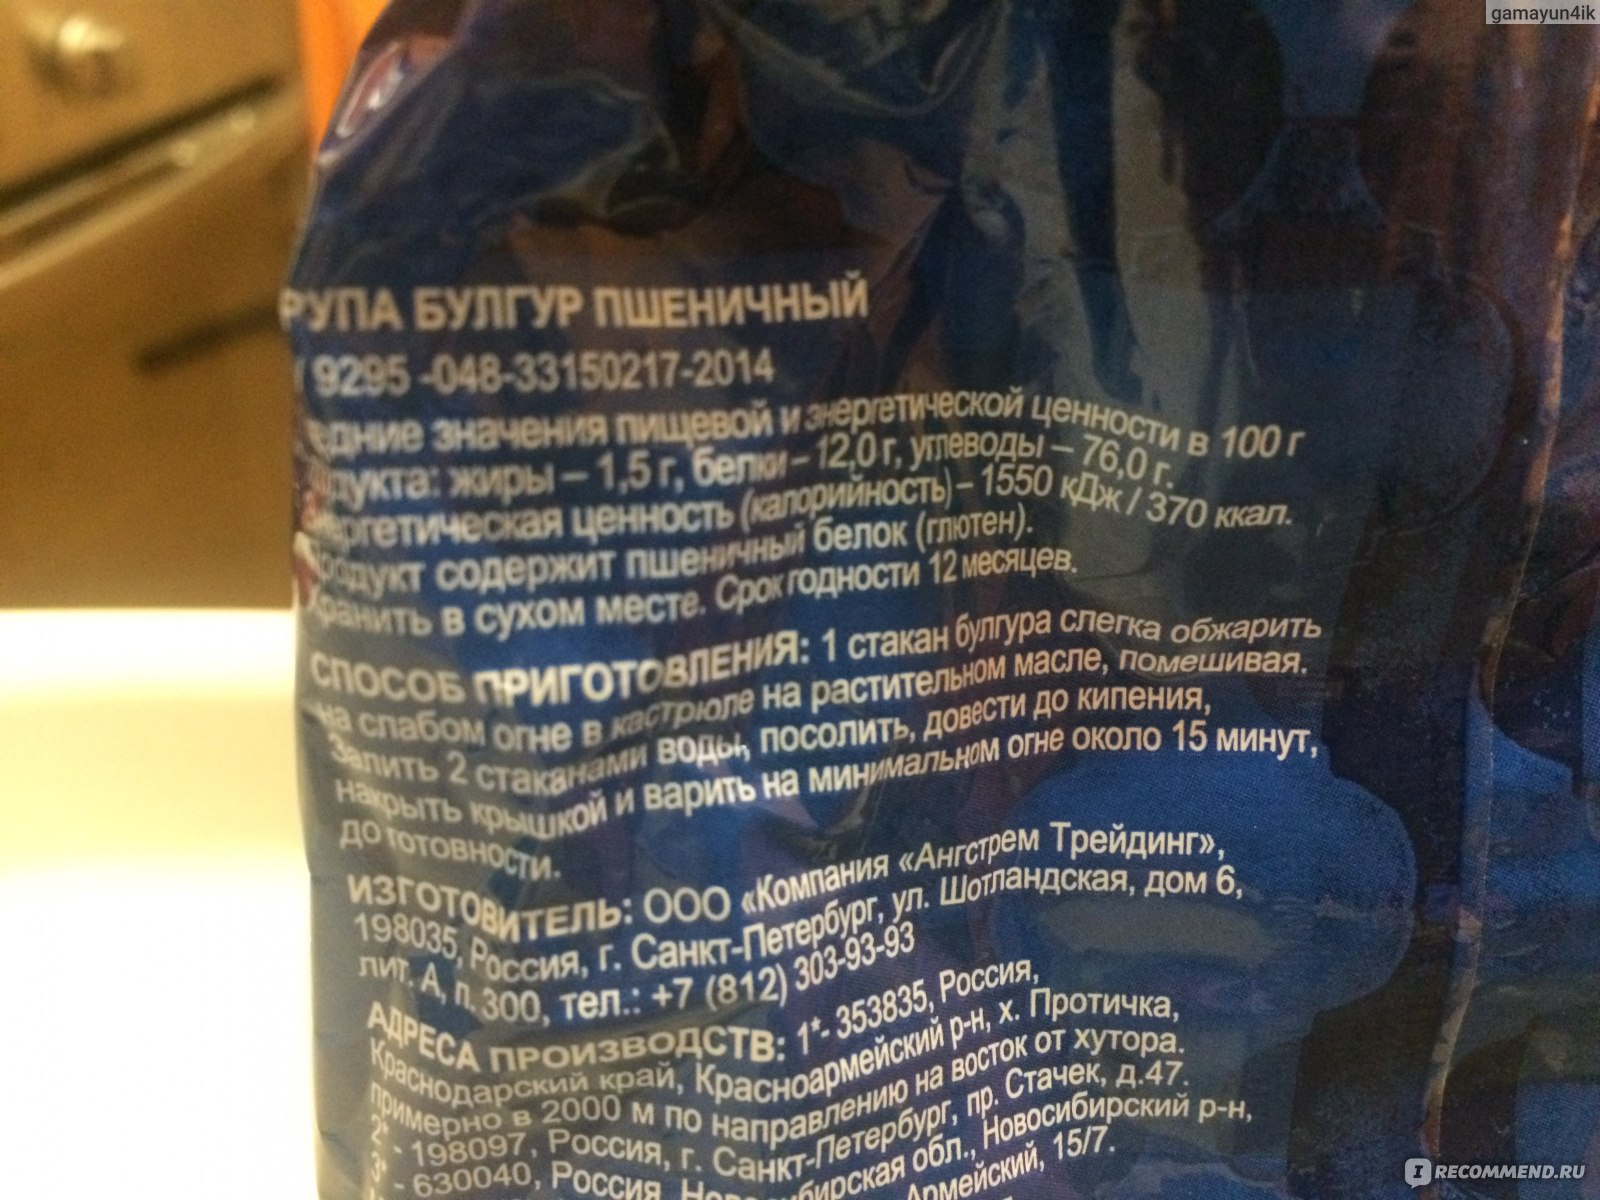 gamayun4ik
РУПА БУЛГУР ПШЕНИЧНЫЙ
9295 -048-33150217-2014
едние значения пищевой и энергетической ценности в 100 г
одукта: жиры – 1,5 г, белки – 12,0 г, углеводы – 76,0 г.
нергетическая ценность (калорийность) – 1550 кДж / 370 ккал.
родукт содержит пшеничный белок (глютен).
Хранить в сухом месте. Срок годности 12 месяцев.
СПОСОБ ПРИГОТОВЛЕНИЯ: 1 стакан булгура слегка обжарить
на слабом огне в кастрюле на растительном масле, помешивая.
Залить 2 стаканами воды, посолить, довести до кипения,
накрыть крышкой и варить на минимальном огне около 15 минут,
до готовности.
ИЗГОТОВИТЕЛЬ: ООО «Компания «Ангстрем Трейдинг»,
198035, Россия, г. Санкт-Петербург, ул. Шотландская, дом 6,
лит. А, п. 300, тел.: +7 (812) 303-93-93
АДРЕСА ПРОИЗВОДСТВ: 1*- 353835, Россия,
Краснодарский край, Красноармейский р-н, х. Протичка,
примерно в 2000 м по направлению на восток от хутора.
2* - 198097, Россия, г. Санкт-Петербург, пр. Стачек, д.47.
3* - 630040, Россия, Новосибирская обл., Новосибирский р-н,
Армейский, 15/7.
IRECOMMEND.RU